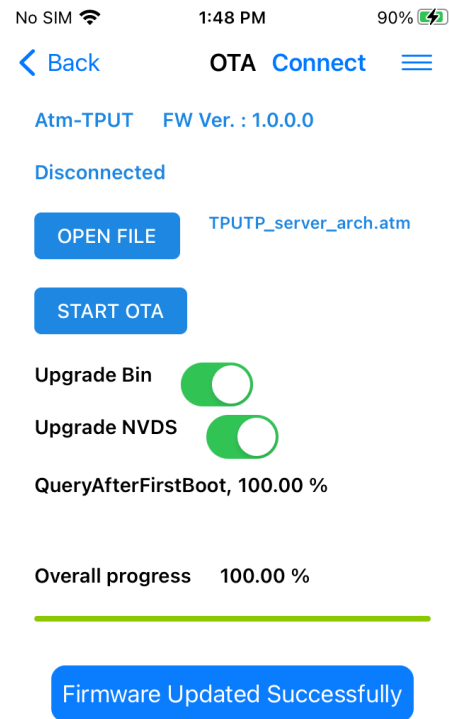 No SIM 1:48 PM 90%
Back OTA Connect
Atm-TPUT FW Ver. : 1.0.0.0
Disconnected
OPEN FILE TPUTP_server_arch.atm
START OTA
Upgrade Bin
Upgrade NVDS
QueryAfterFirstBoot, 100.00 %
Overall progress 100.00 %
Firmware Updated Successfully